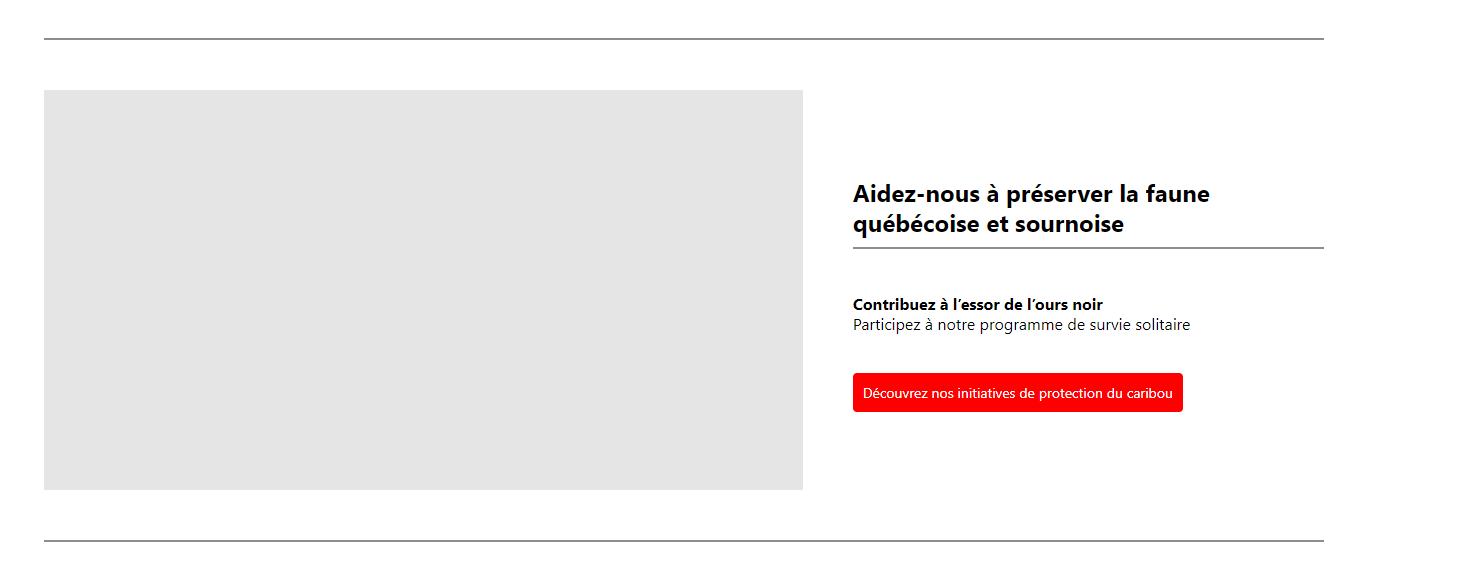 Aidez-nous à préserver la faune
québécoise et sournoise
Contribuez à l’essor de l’ours noir
Participez à notre programme de survie solitaire
Découvrez nos initiatives de protection du caribou